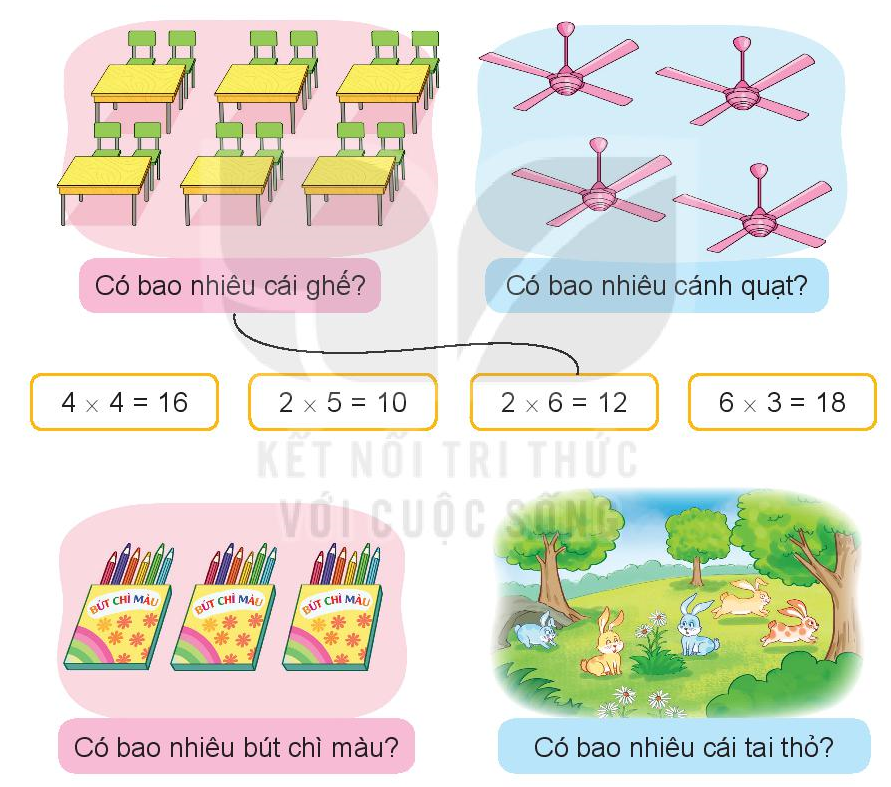 Có bao nhiêu cái ghế?
Có bao nhiêu cánh quạt?
4 × 4 = 16
2 × 5 = 10
2 × 6 = 12
6 × 3 = 18
KẾT NỐI TRI THỨC
VỚI CUỘC SỐNG
BÚT CHÌ MÀU
BÚT CHÌ MÀU
BÚT CHÌ MÀU
Có bao nhiêu bút chì màu?
Có bao nhiêu cái tai thỏ?